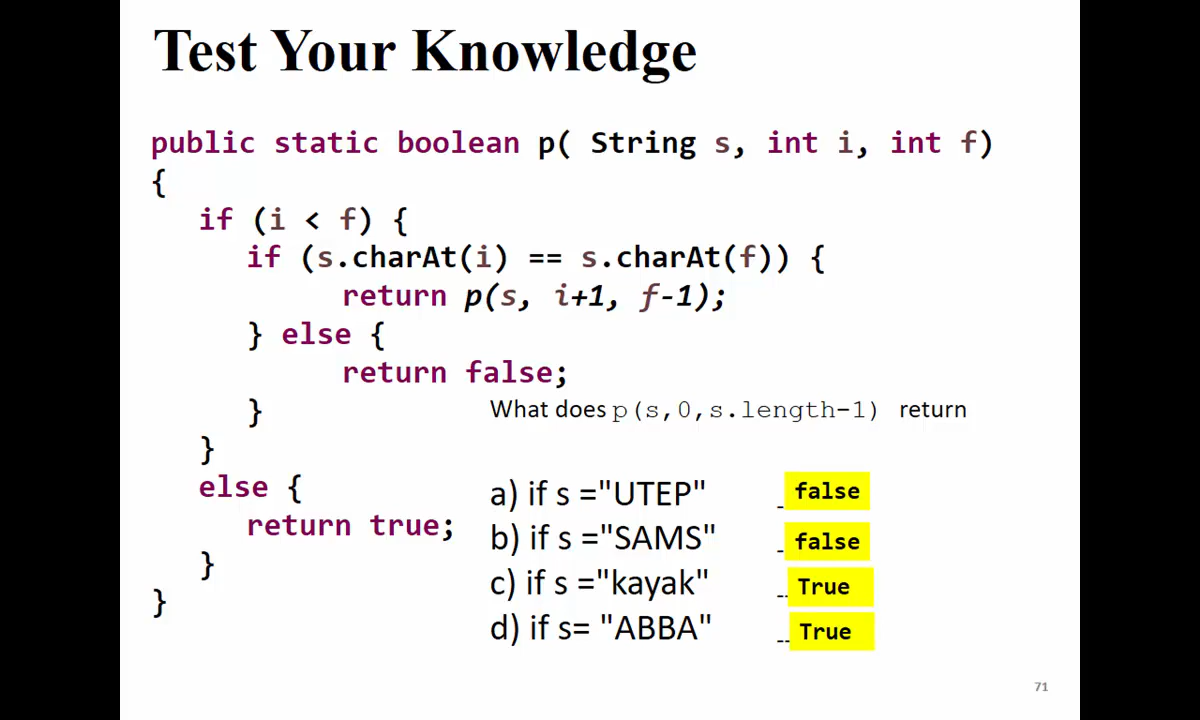 Test Your Knowledge
public static boolean p( String s, int i, int f)
{
if (i < f) {
if (s.charAt(i) == s.charAt(f)) {
return p(s, i+1, f-1);
} else {
return false;
}
What does p(s,0,s.length-1) return
}
else {
return true;
}
}
a) if s ="UTEP" _ false
b) if s ="SAMS" _ false
c) if s ="kayak" -- True
d) if s= "ABBA" -- True
71